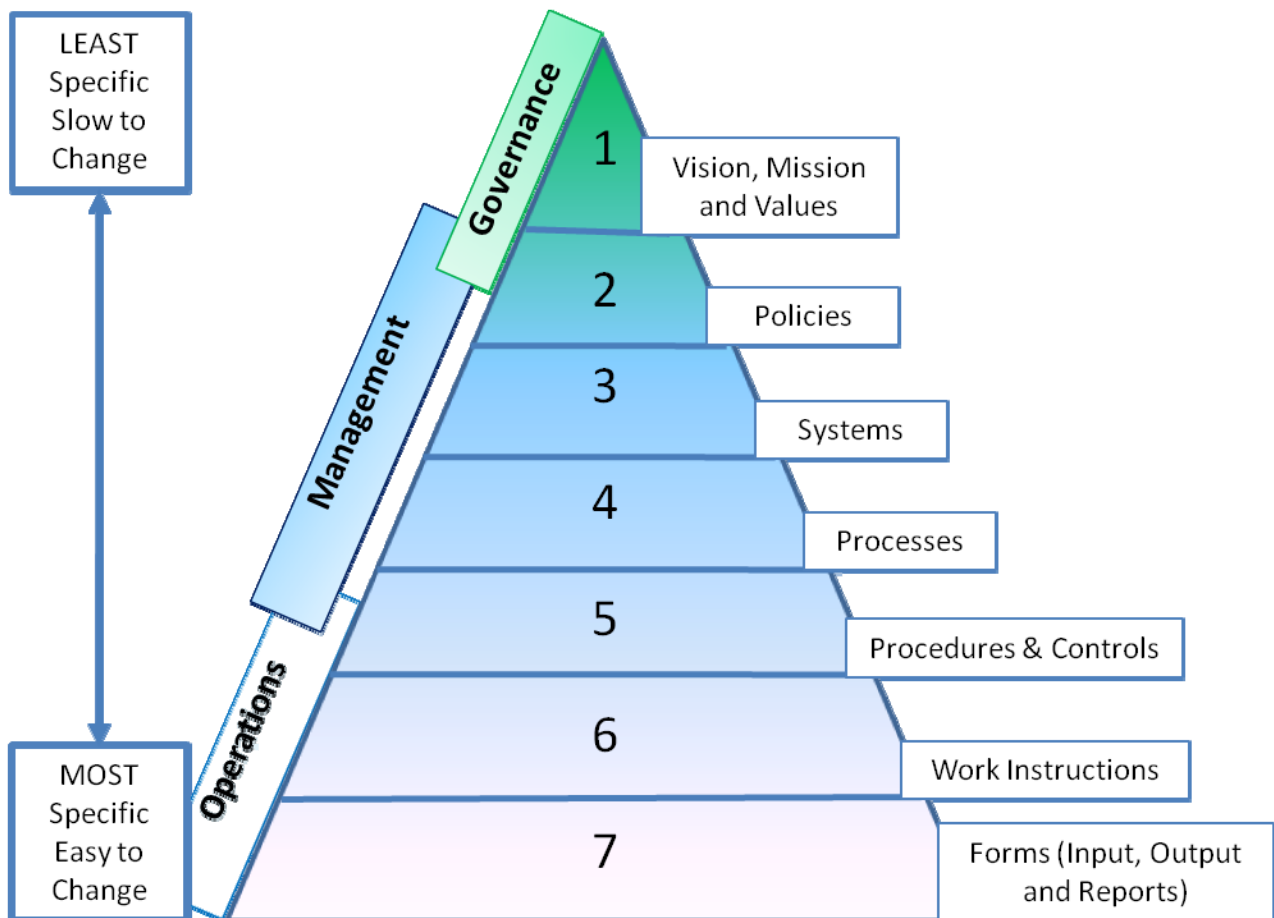 LEAST
Specific
Slow to
Change
Governance
1
Vision, Mission
and Values
2
Policies
Management
3
Systems
4
Processes
5
Procedures & Controls
Operations
6
Work Instructions
MOST
Specific
Easy to
Change
7
Forms (Input, Output
and Reports)